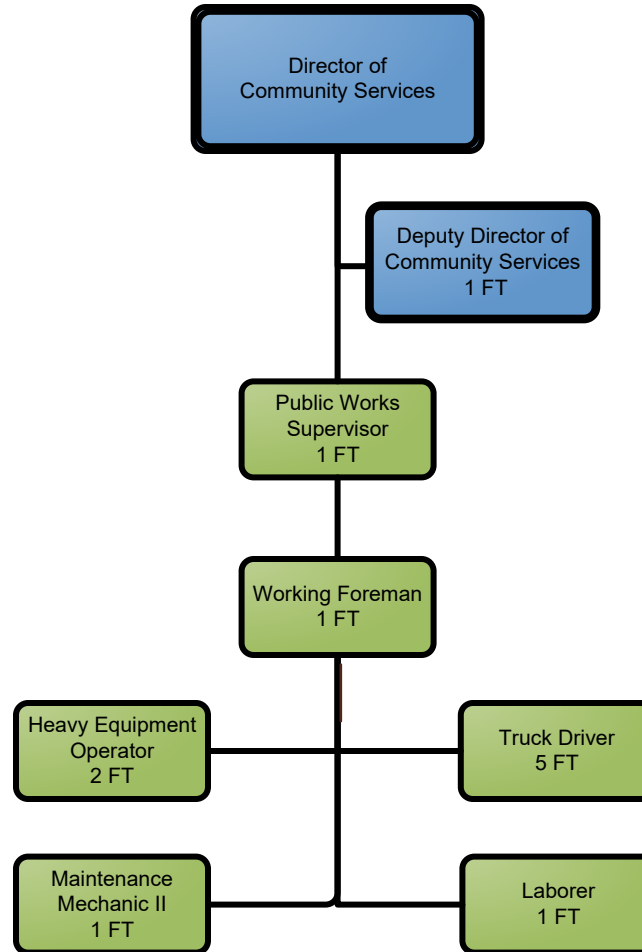 Director of
Community Services
Deputy Director of
Community Services
1 FT
Public Works
Supervisor
1 FT
Working Foreman
1 FT
Heavy Equipment
Operator
2 FT
Truck Driver
5 FT
Maintenance
Mechanic II
1 FT
Laborer
1 FT